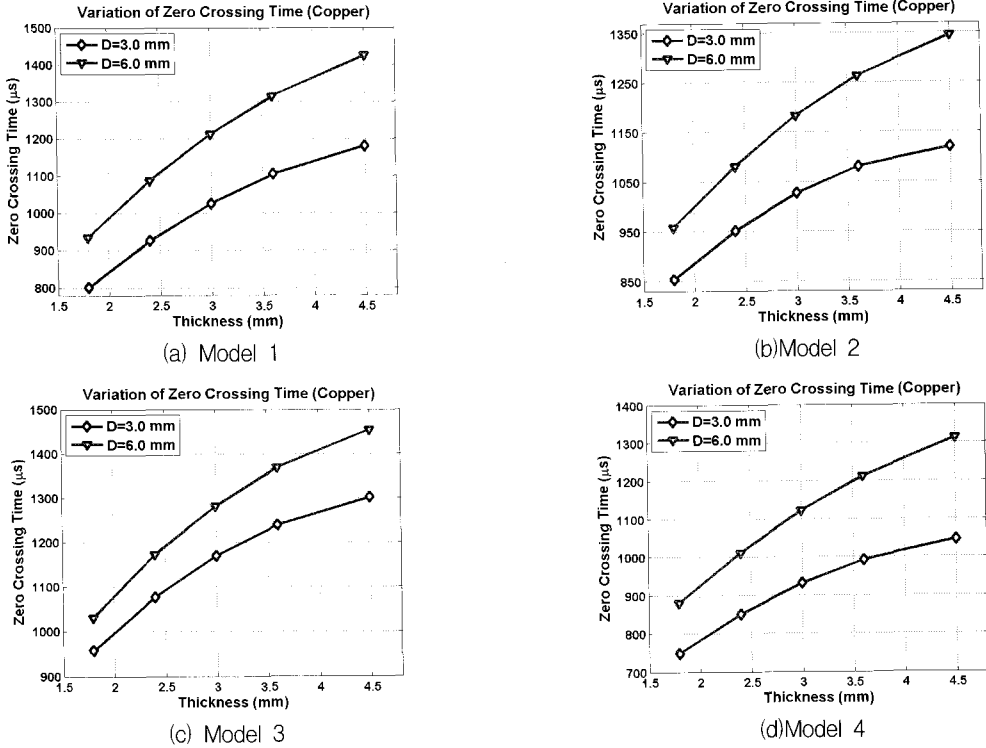 Variation of Zero Crossing Time (Copper)
1500
1400
1300
1200
1100
1000
900
800
Zero Crossing Time (μs)
D=3.0 mm
D=6.0 mm
1.5 2 2.5 3 3.5 4 4.5
Thickness (mm)
(a) Model 1
Variation of Zero Crossing Time (Copper)
1350
1250
1150
1050
950
850
Zero Crossing Time (μs)
D=3.0 mm
D=6.0 mm
1.5 2 2.5 3 3.5 4 4.5
Thickness (mm)
(b)Model 2
Variation of Zero Crossing Time (Copper)
1500
1400
1300
1200
1100
1000
900
Zero Crossing Time (μs)
D=3.0 mm
D=6.0 mm
1.5 2 2.5 3 3.5 4 4.5
Thickness (mm)
(c) Model 3
Variation of Zero Crossing Time (Copper)
1400
1300
1200
1100
1000
900
800
700
Zero Crossing Time (μs)
D=3.0 mm
D=6.0 mm
1.5 2 2.5 3 3.5 4 4.5
Thickness (mm)
(d)Model 4